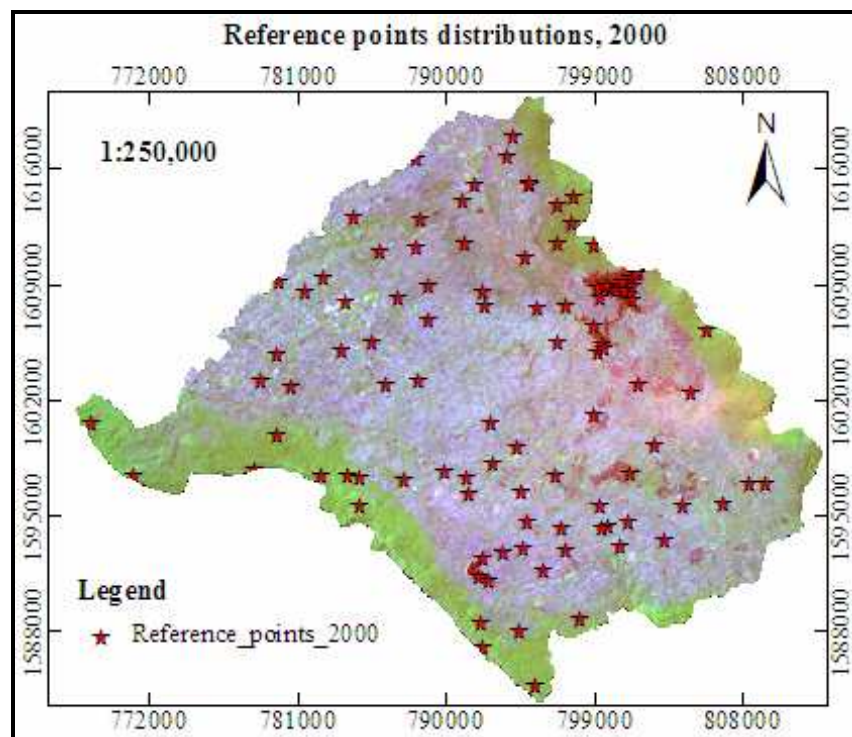 Reference points distributions, 2000
772000 781000 790000 799000 808000
1:250,000
N
1616000 1616000
1609000 1609000
1602000 1602000
1595000 1595000
1588000 1588000
Legend
Reference_points_2000
772000 781000 790000 799000 808000